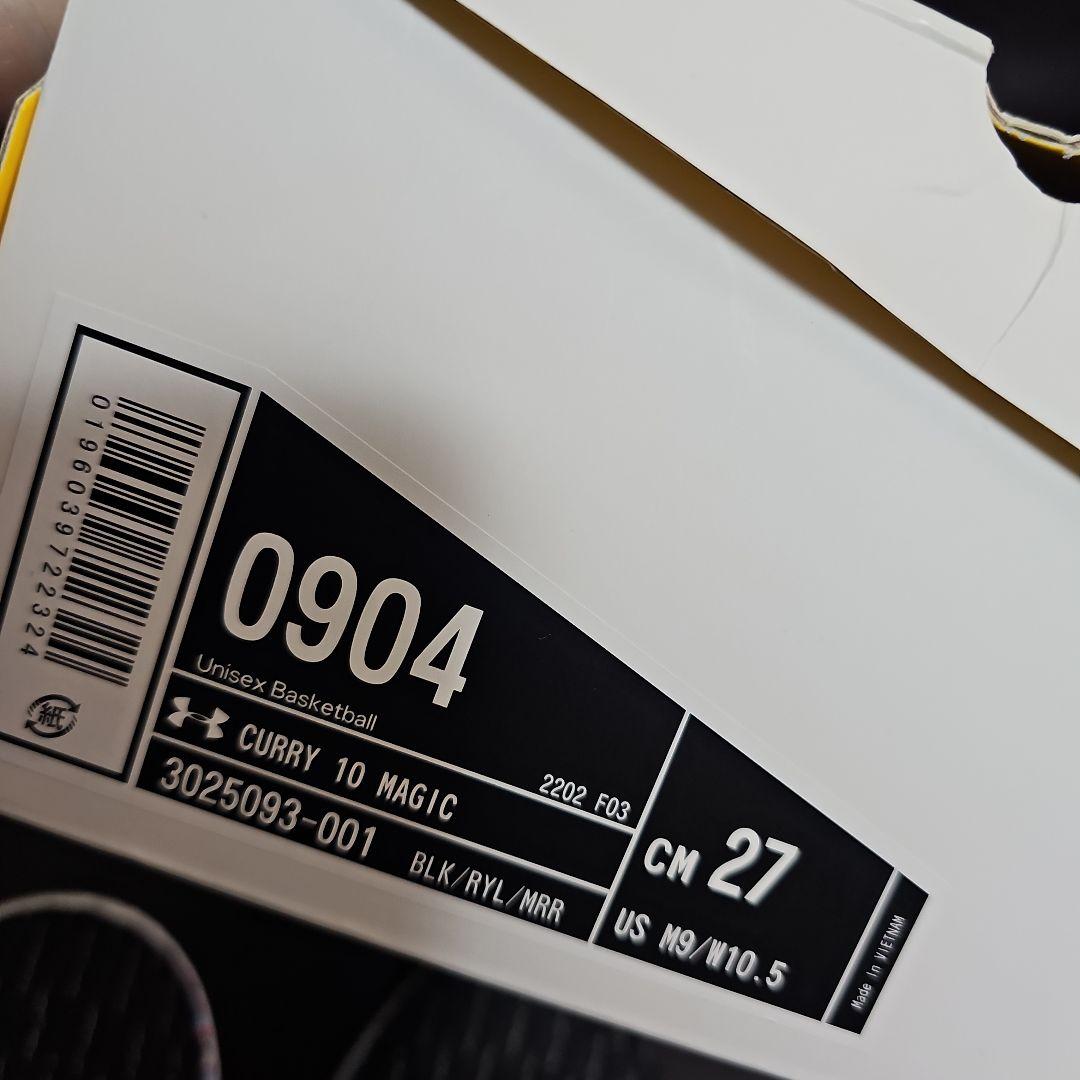 0196039722324
紙
0904
Unisex Basketball
CURRY 10 MAGIC
2202 F03
3025093-001
BLK/RYL/MRR
CM 27
US M9/W10.5
Made In VIETNAM